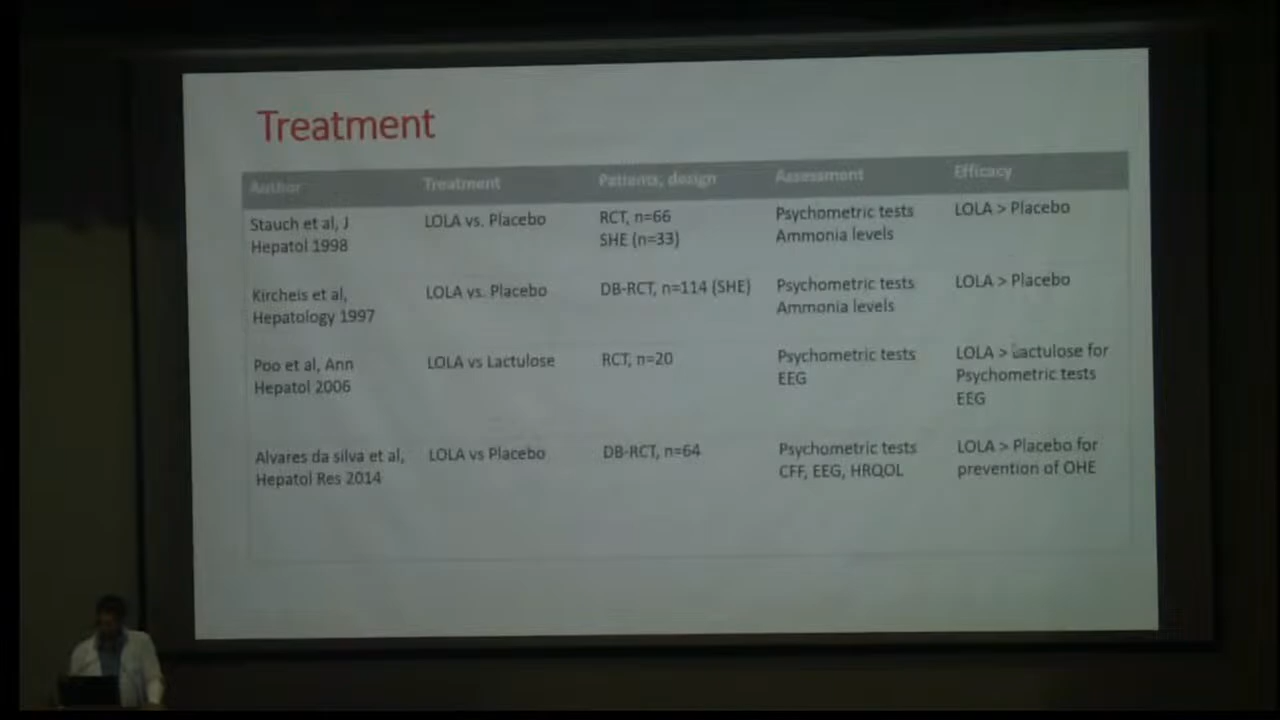 Treatment
Author Treatment Patients, design Assessment Efficacy
Stauch et al, J
Hepatol 1998
LOLA vs. Placebo
RCT, n=66
SHE (n=33)
Psychometric tests
Ammonia levels
LOLA > Placebo
Kircheis et al,
Hepatology 1997
LOLA vs. Placebo
DB-RCT, n=114 (SHE)
Psychometric tests
Ammonia levels
LOLA > Placebo
Poo et al, Ann
Hepatol 2006
LOLA vs Lactulose
RCT, n=20
Psychometric tests
EEG
LOLA > Lactulose for
Psychometric tests
EEG
Alvares da silva et al,
Hepatol Res 2014
LOLA vs Placebo
DB-RCT, n=64
Psychometric tests
CFF, EEG, HRQOL
LOLA > Placebo for
prevention of OHE